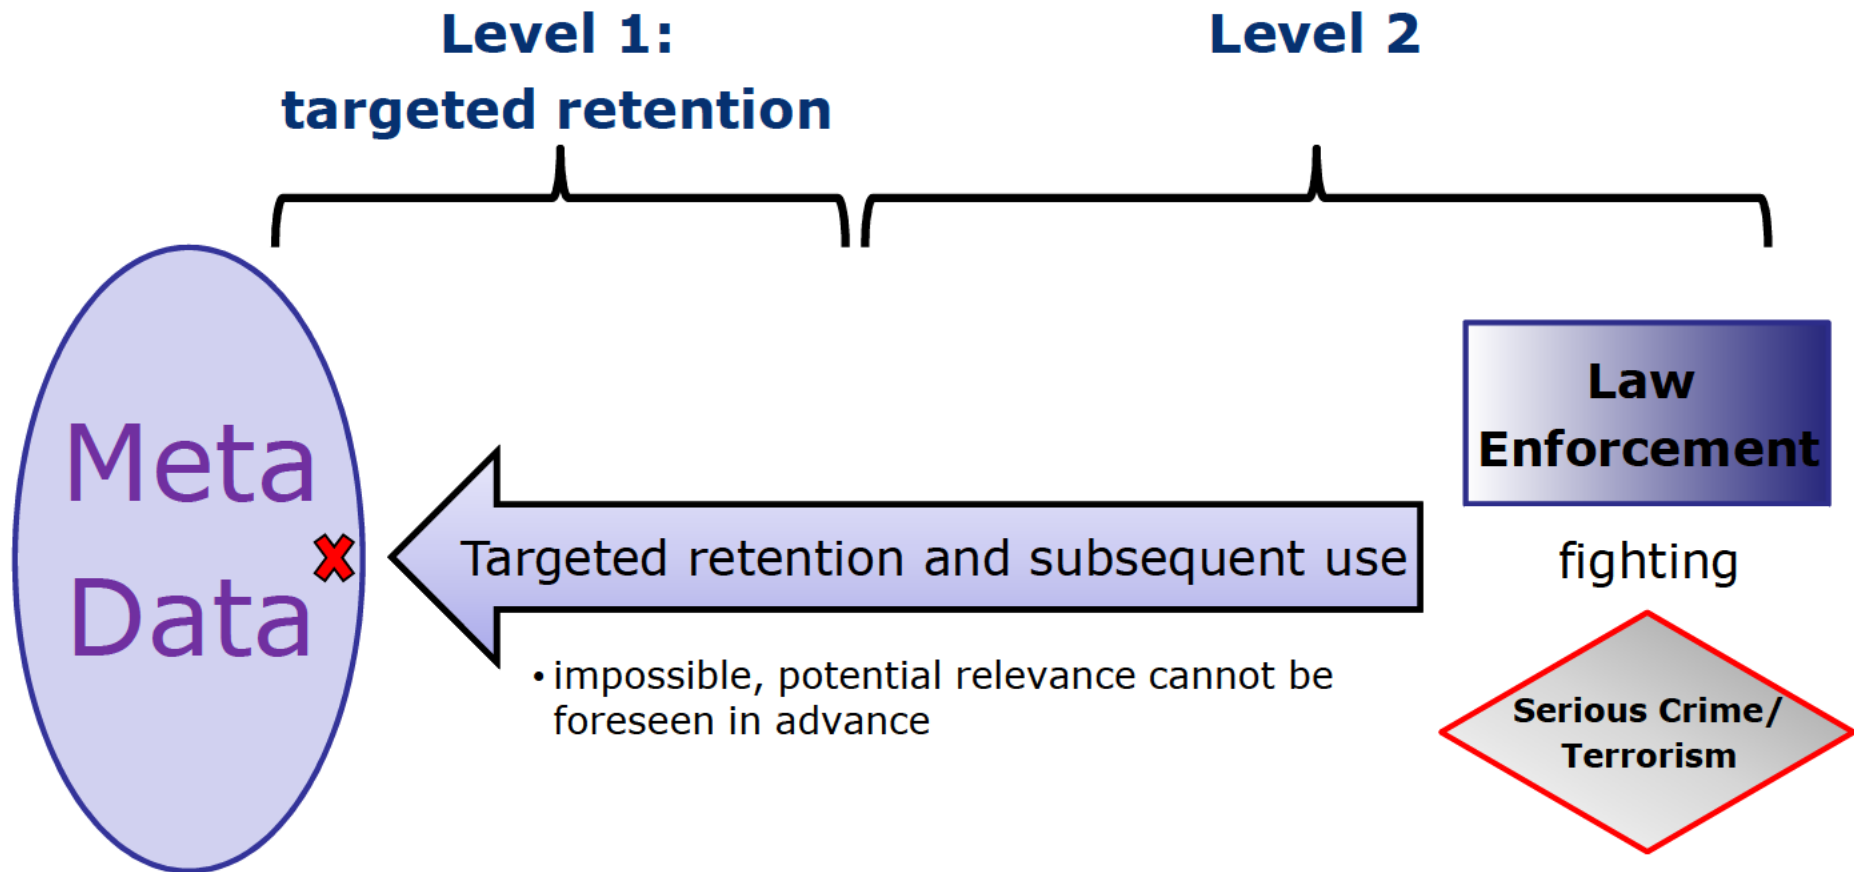 Level 1:
targeted retention
Level 2
Meta
Data
Targeted retention and subsequent use
• impossible, potential relevance cannot be
foreseen in advance
Law
Enforcement
fighting
Serious Crime/
Terrorism